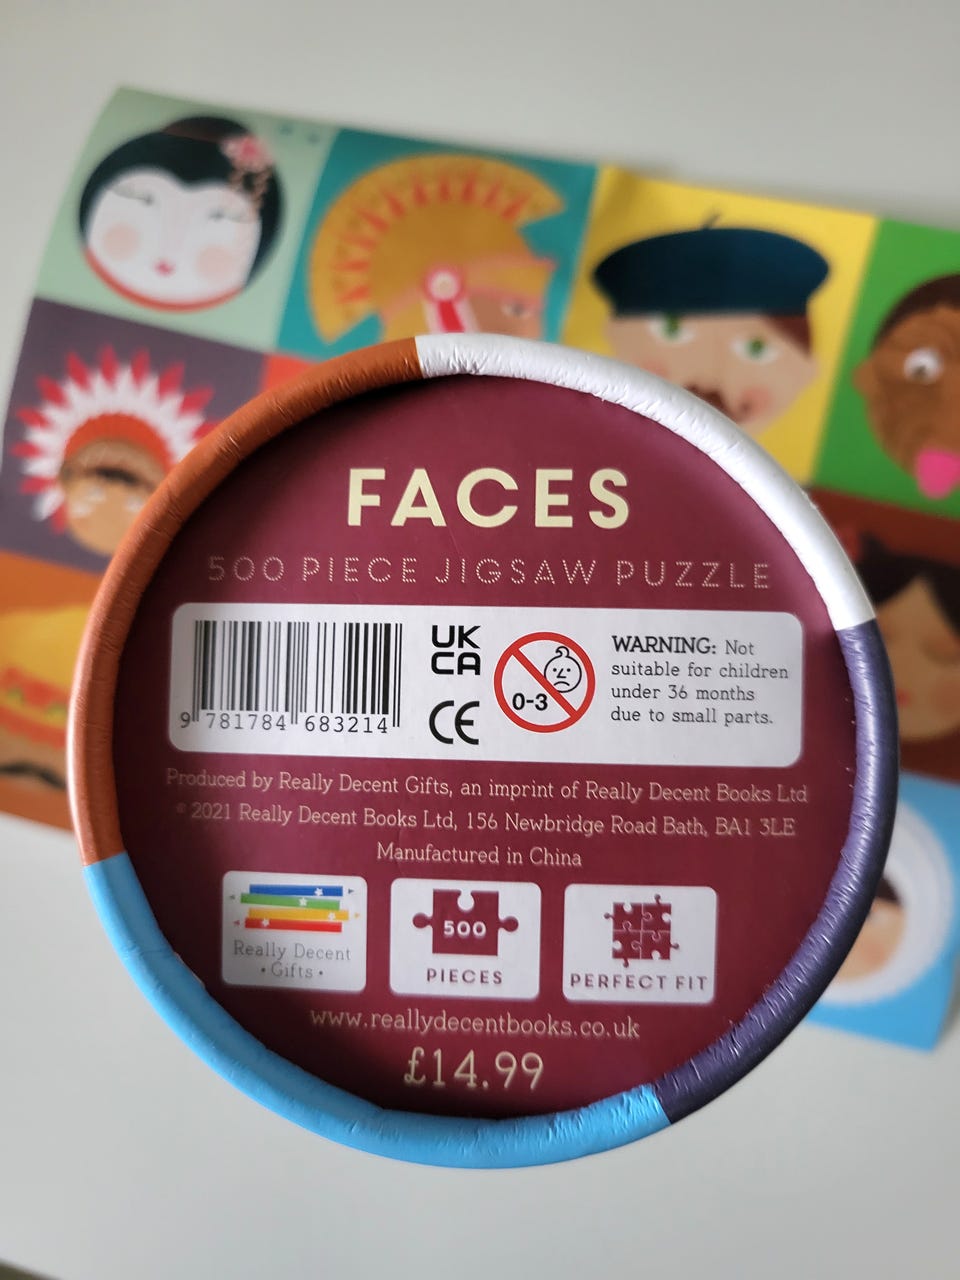 FACES
500 PIECE JIGSAW PUZZLE
9 781784 683214
UK
CA
CE
0-3
WARNING: Not
suitable for children
under 36 months
due to small parts.
Produced by Really Decent Gifts, an imprint of Really Decent Books Ltd
© 2021 Really Decent Books Ltd, 156 Newbridge Road Bath, BA1 3LE
Manufactured in China
Really Decent
• Gifts •
500
PIECES
PERFECT FIT
www.reallydecentbooks.co.uk
£14.99